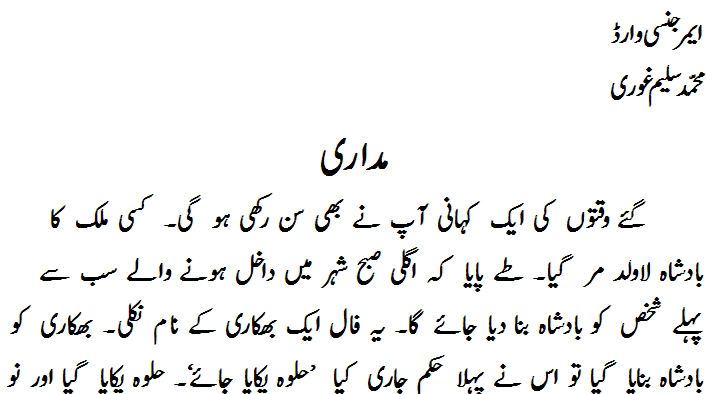 ایمر جنسی وارڈ
محمّد سلیم غوری
مداری
گئے وقتوں کی ایک کہانی آپ نے بھی سن رکھی ہو گی۔ کسی ملک کا
بادشاہ لاولد مر گیا۔ طے پایا کہ اگلی صبح شہر میں داخل ہونے والے سب سے
پہلے شخص کو بادشاہ بنا دیا جائے گا۔ یہ فال ایک بھکاری کے نام نکلی۔ بھکاری کو
بادشاہ بنایا گیا تو اس نے پہلا حکم جاری کیا ’حلوہ پکایا جائے‘۔ حلوہ پکایا گیا اور نو